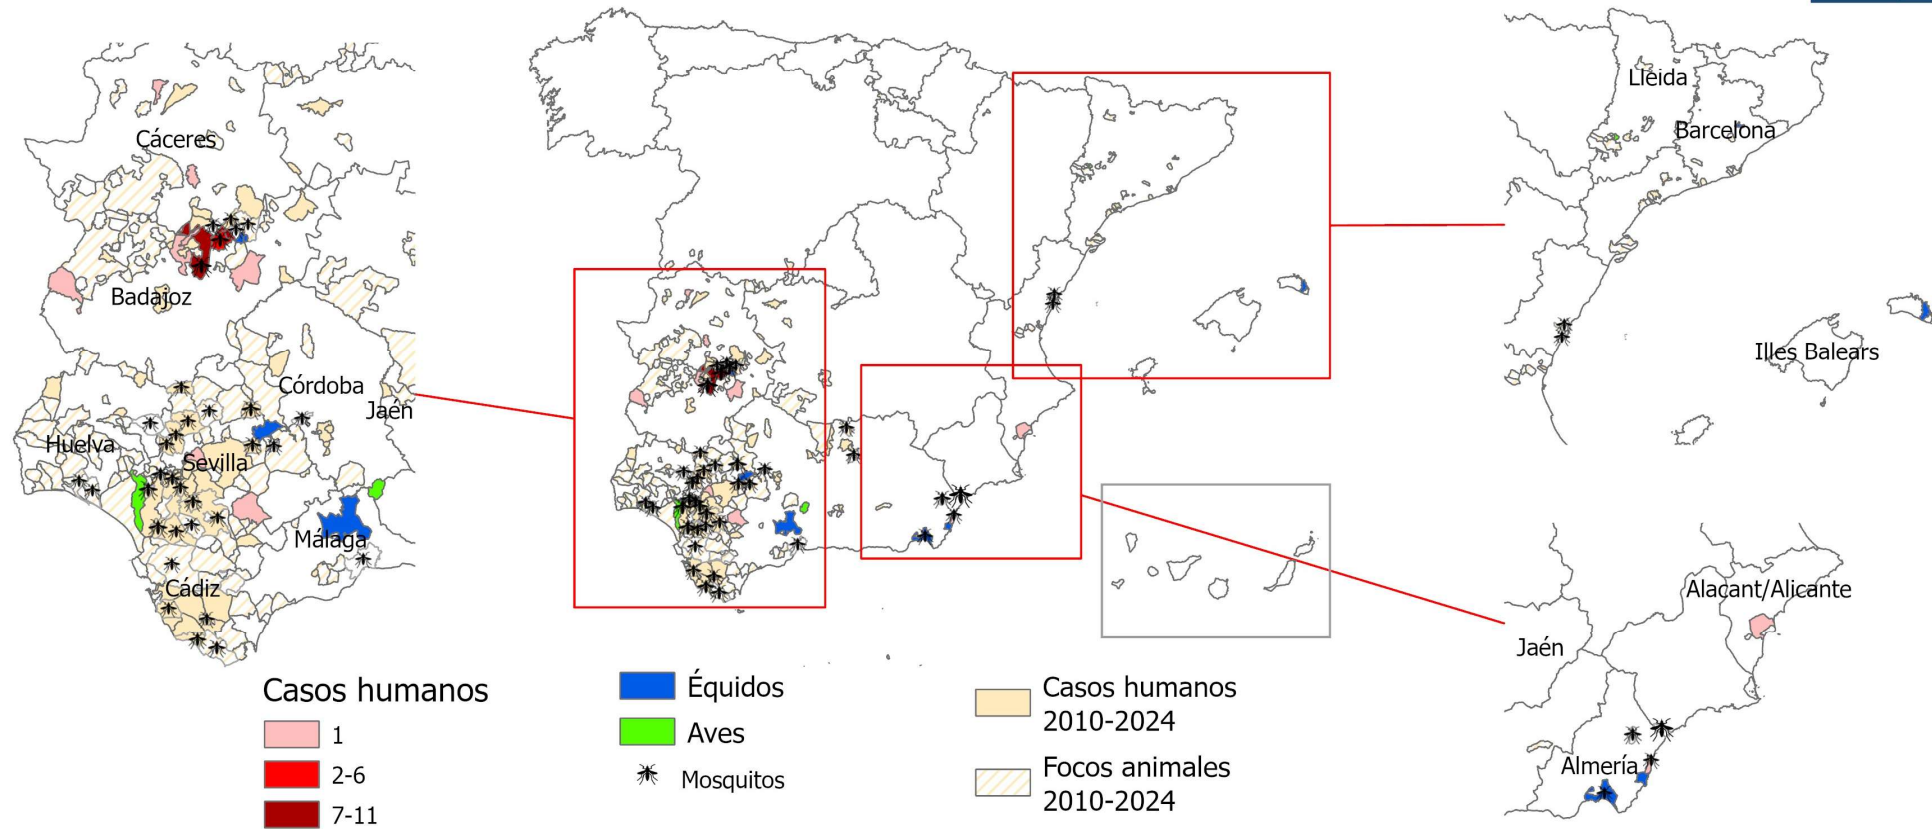 Cáceres
Badajoz
Córdoba
Jaén
Huelva
Sevilla
Málaga
Cádiz
Lleida
Barcelona
Illes Balears
Alacant/Alicante
Jaén
Almería
Casos humanos
1
2-6
7-11
Équidos
Aves
Mosquitos
Casos humanos
2010-2024
Focos animales
2010-2024